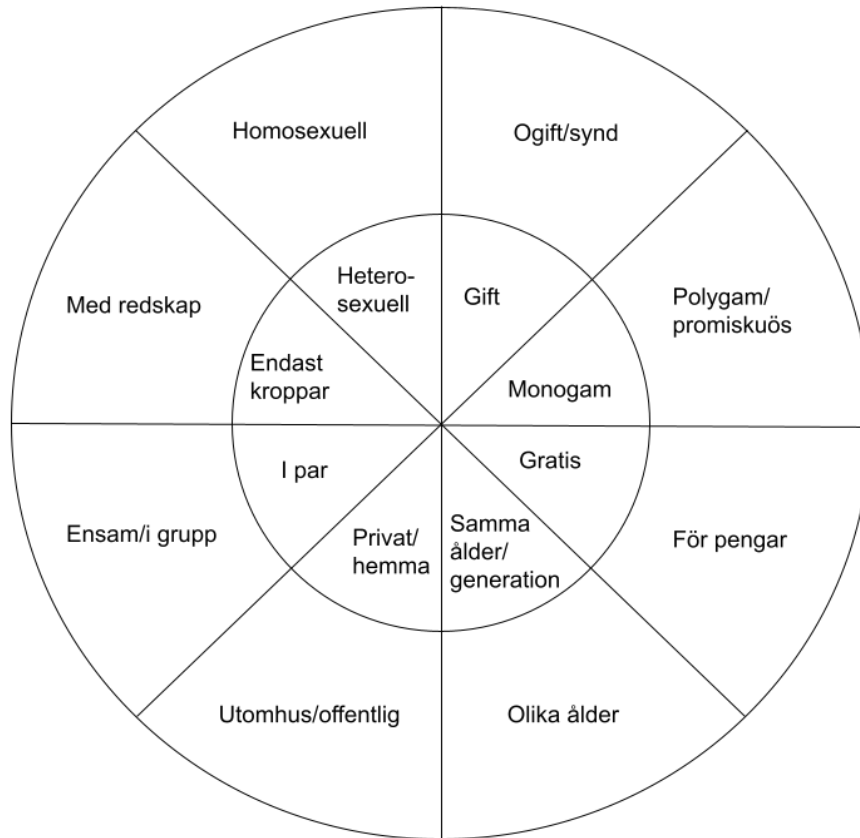 Homosexuell
Ogift/synd
Med redskap
Hetero-
sexuell
Gift
Polygam/
promiskuös
Endast
kroppar
Monogam
I par
Gratis
Ensam/i grupp
Privat/
hemma
Samma
ålder/
generation
För pengar
Utomhus/offentlig
Olika ålder